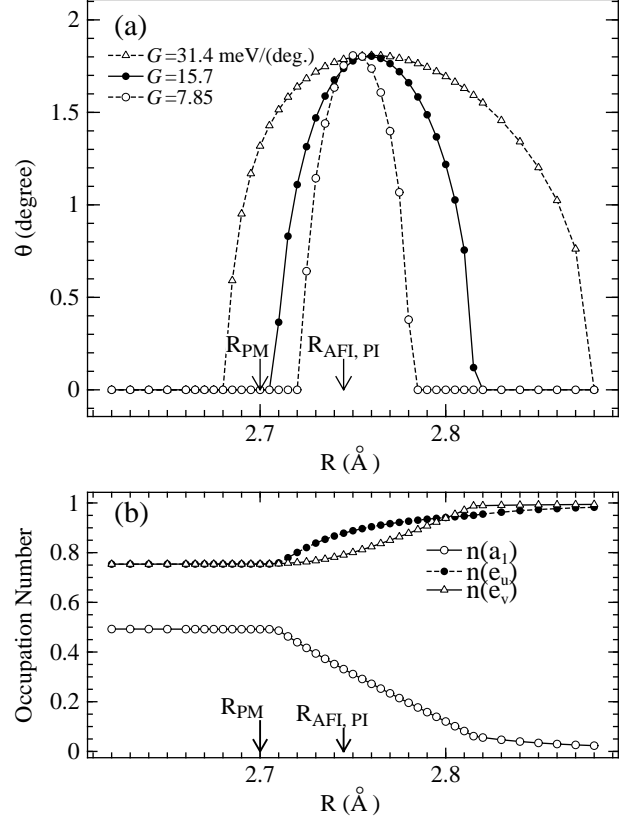 (a)
G=31.4 meV/(deg.)
G=15.7
G=7.85
2
1.5
1
0.5
0
θ (degree)
R_PM
R_AFI, PI
2.7
2.8
R (Å)
(b)
1
0.8
0.6
0.4
0.2
0
Occupation Number
n(a_1)
n(e_u)
n(e_v)
R_PM
R_AFI, PI
2.7
2.8
R (Å)